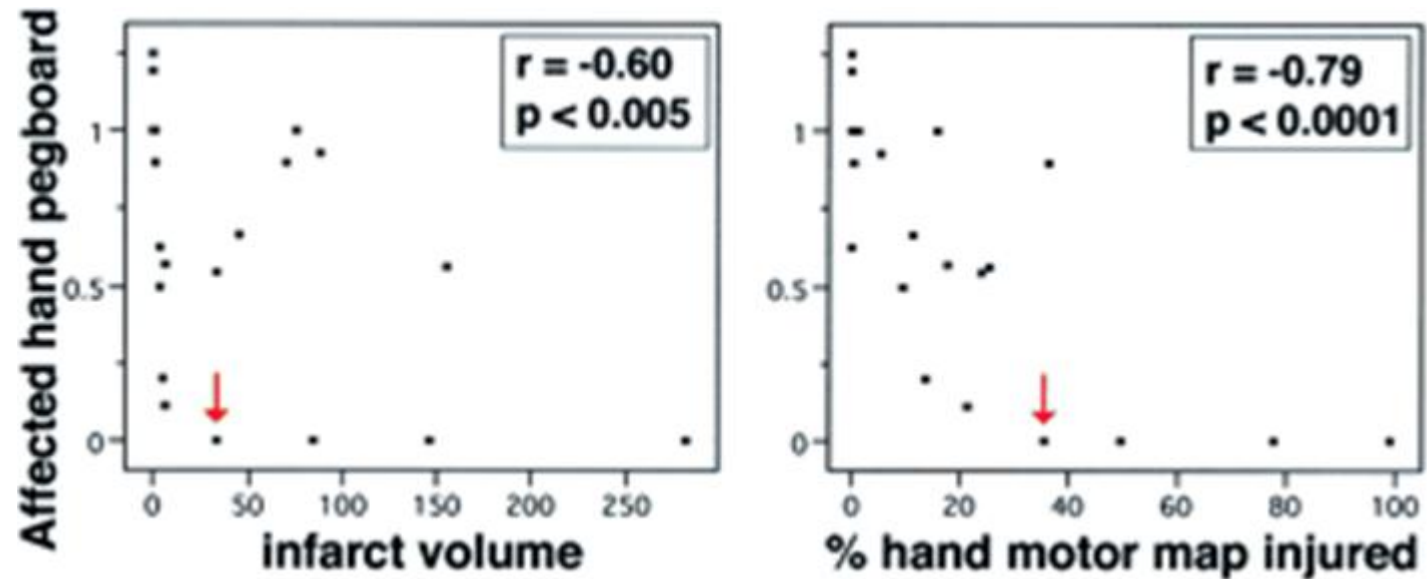 Affected hand pegboard
1
0.5
0
r = -0.60
p < 0.005
0 50 100 150 200 250
infarct volume
1
0.5
0
r = -0.79
p < 0.0001
0 20 40 60 80 100
% hand motor map injured